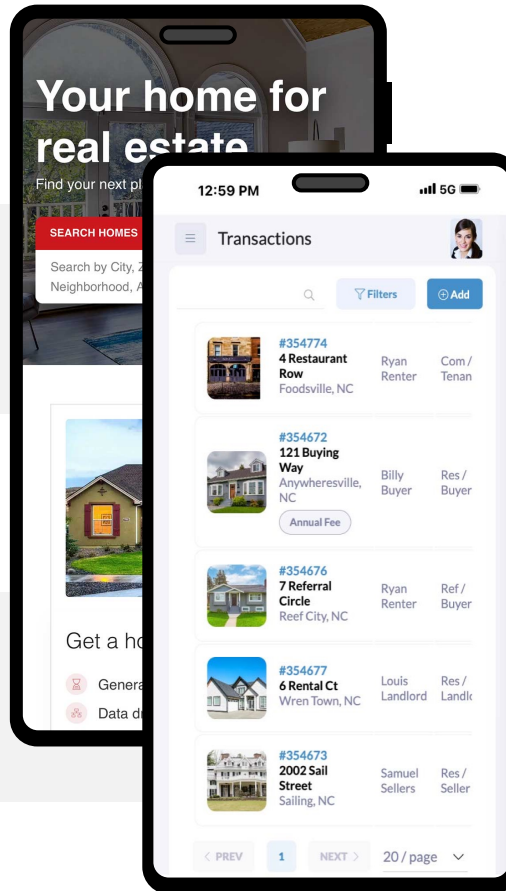 Your home for
real estate
Find your next pl
SEARCH HOMES
Search by City, Z
Neighborhood, A
Get a ho
Genera
Data dr
12:59 PM
5G
Transactions
Filters
Add
#354774
4 Restaurant
Row
Foodsville, NC
Ryan
Renter
Com /
Tenan
#354672
121 Buying
Way
Anywheresville,
NC
Annual Fee
Billy
Buyer
Res /
Buyer
#354676
7 Referral
Circle
Reef City, NC
Ryan
Renter
Ref /
Buyer
#354677
6 Rental Ct
Wren Town, NC
Louis
Landlord
Res /
Landlo
#354673
2002 Sail
Street
Sailing, NC
Samuel
Sellers
Res /
Seller
< PREV
1
NEXT >
20 / page